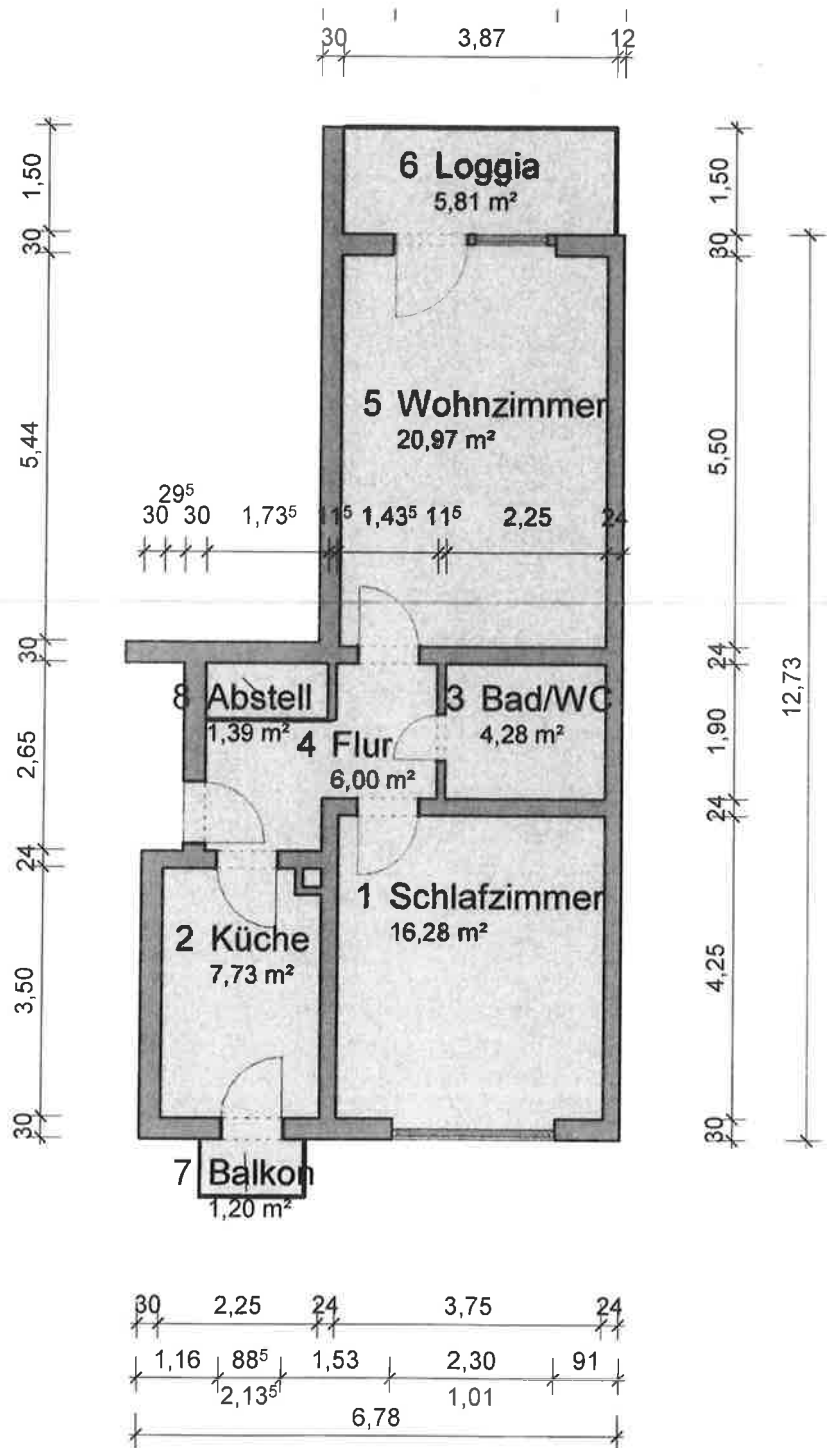 30 3,87 12
1,50
30
5,44
30
2,65
24
3,50
30
1,50
30
5,50
24
1,90
24
4,25
30
12,73
6 Loggia
5,81 m²
5 Wohnzimmer
20,97 m²
29⁵
30 30 1,73⁵ 11⁵ 1,43⁵ 11⁵ 2,25 24
8 Abstell
1,39 m²
3 Bad/WC
4,28 m²
4 Flur
6,00 m²
1 Schlafzimmer
16,28 m²
2 Küche
7,73 m²
7 Balkon
1,20 m²
30 2,25 24 3,75 24
1,16 88⁵ 1,53 2,30 91
2,13⁵ 1,01
6,78